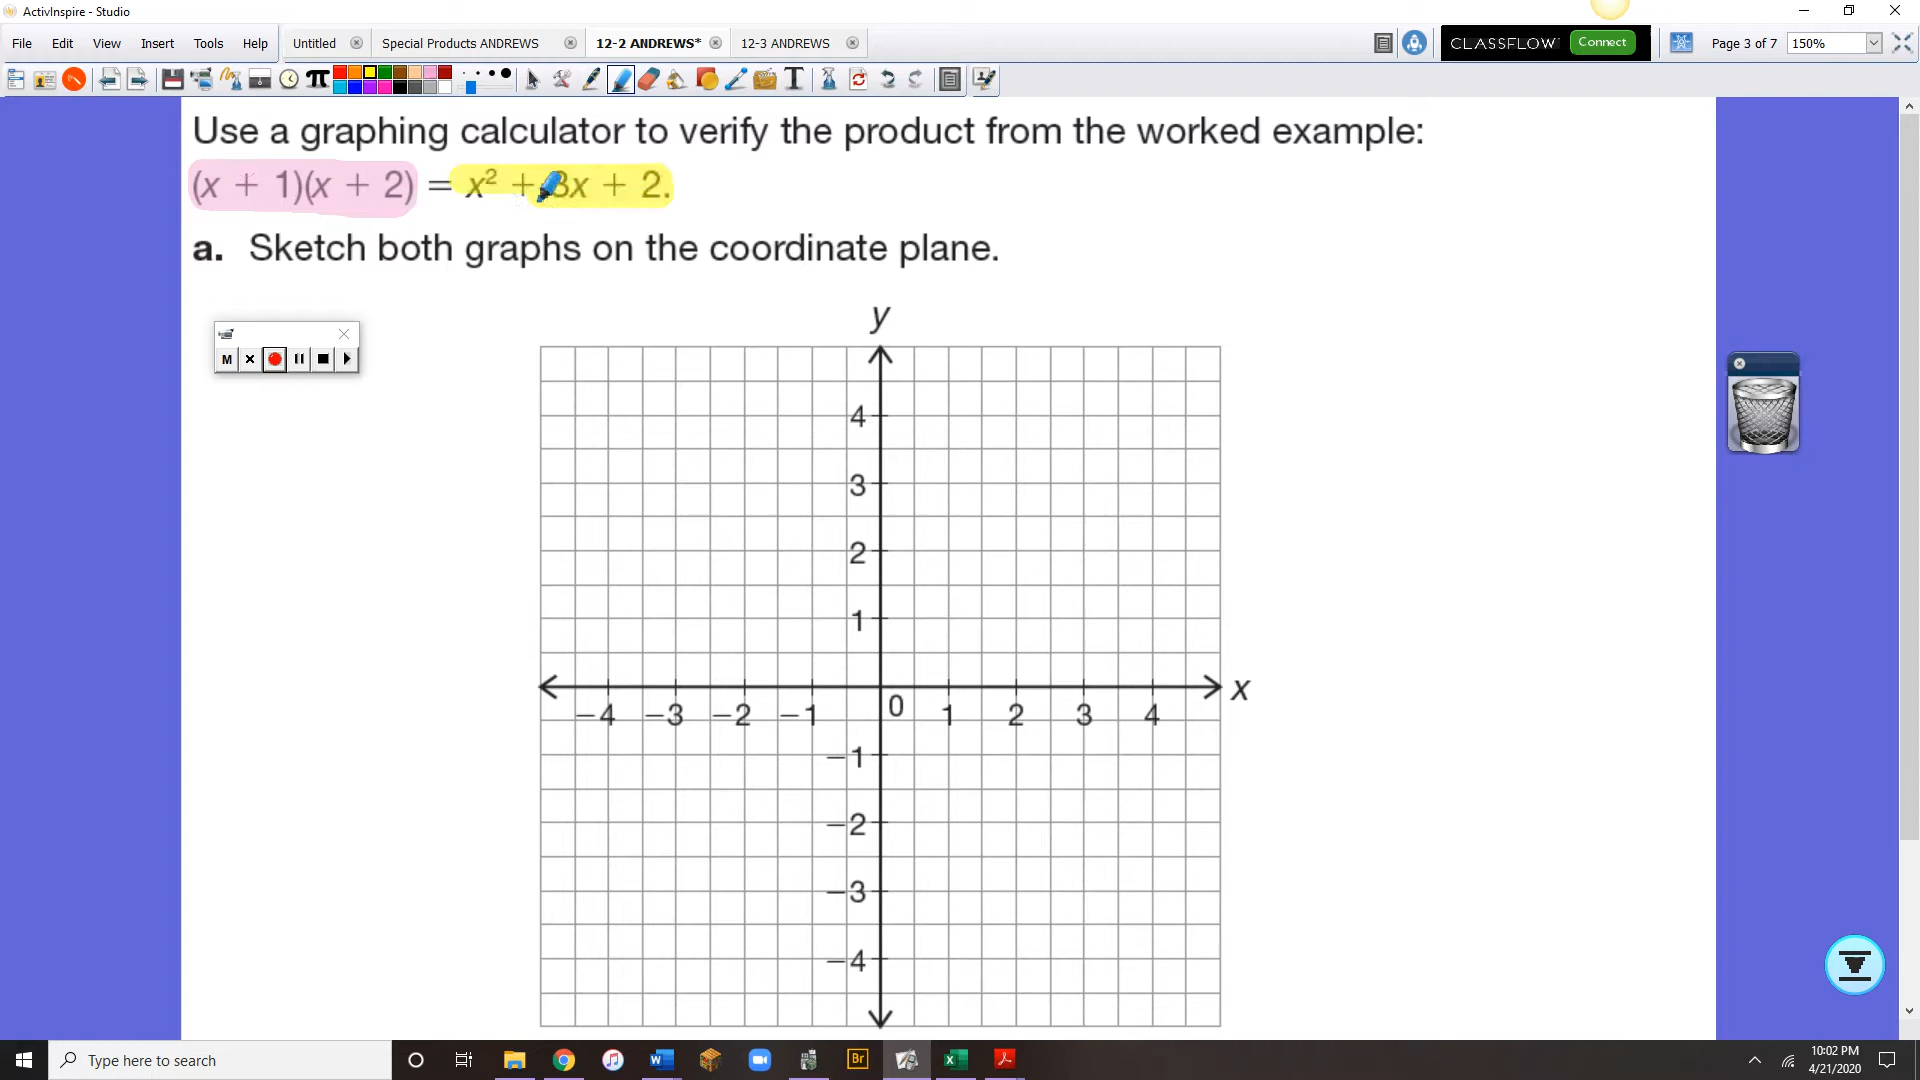 ActivInspire - Studio
File Edit View Insert Tools Help
Untitled
Special Products ANDREWS
12-2 ANDREWS*
12-3 ANDREWS
CLASSFLOW
Connect
Page 3 of 7
150%
Use a graphing calculator to verify the product from the worked example:
(x + 1)(x + 2) = x² + 3x + 2.
a. Sketch both graphs on the coordinate plane.
M
y
4
3
2
1
x
-4 -3 -2 -1 0 1 2 3 4
-1
-2
-3
-4
Type here to search
Br
10:02 PM
4/21/2020